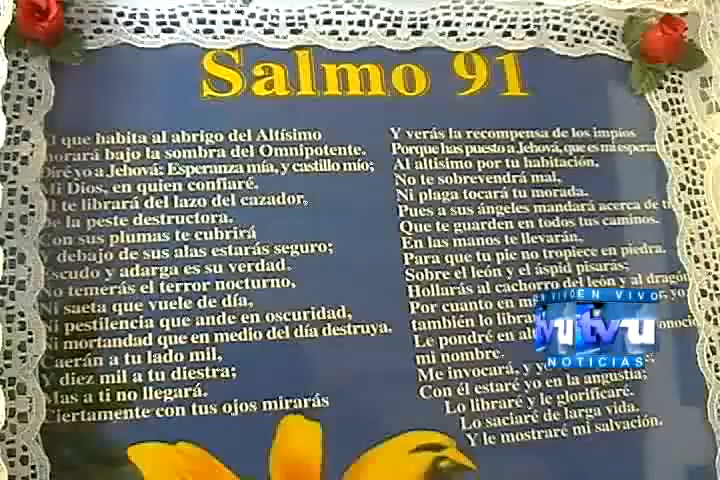 Salmo 91
que habita al abrigo del Altísimo
morará bajo la sombra del Omnipotente.
Diré yo a Jehová: Esperanza mía, y castillo mío;
Mi Dios, en quien confiaré.
El te librará del lazo del cazador,
De la peste destructora.
Con sus plumas te cubrirá
Y debajo de sus alas estarás seguro;
Escudo y adarga es su verdad.
No temerás el terror nocturno,
Ni saeta que vuele de día,
Ni pestilencia que ande en oscuridad,
Ni mortandad que en medio del día destruya.
Caerán a tu lado mil,
Y diez mil a tu diestra;
Mas a ti no llegará.
Ciertamente con tus ojos mirarás
Y verás la recompensa de los impíos
Porque has puesto a Jehová, que es mi espera
Al altisimo por tu habitación,
No te sobrevendrá mal,
Ni plaga tocará tu morada.
Pues a sus ángeles mandará acerca de
Que te guarden en todos tus caminos.
En las manos te llevarán,
Para que tu pie no tropiece en piedra.
Sobre el león y el áspid pisarás;
Hollarás al cachorro del león y al dragón
Por cuanto en m yo
también lo libra
Le pondré en al onocid
mi nombre.
Me invocará, y y
Con él estaré yo en la angustia;
Lo libraré y le glorificaré.
Lo saciaré de larga vida.
Y le mostraré mi salvación.
EN VIVO
tvu
NOTICIAS